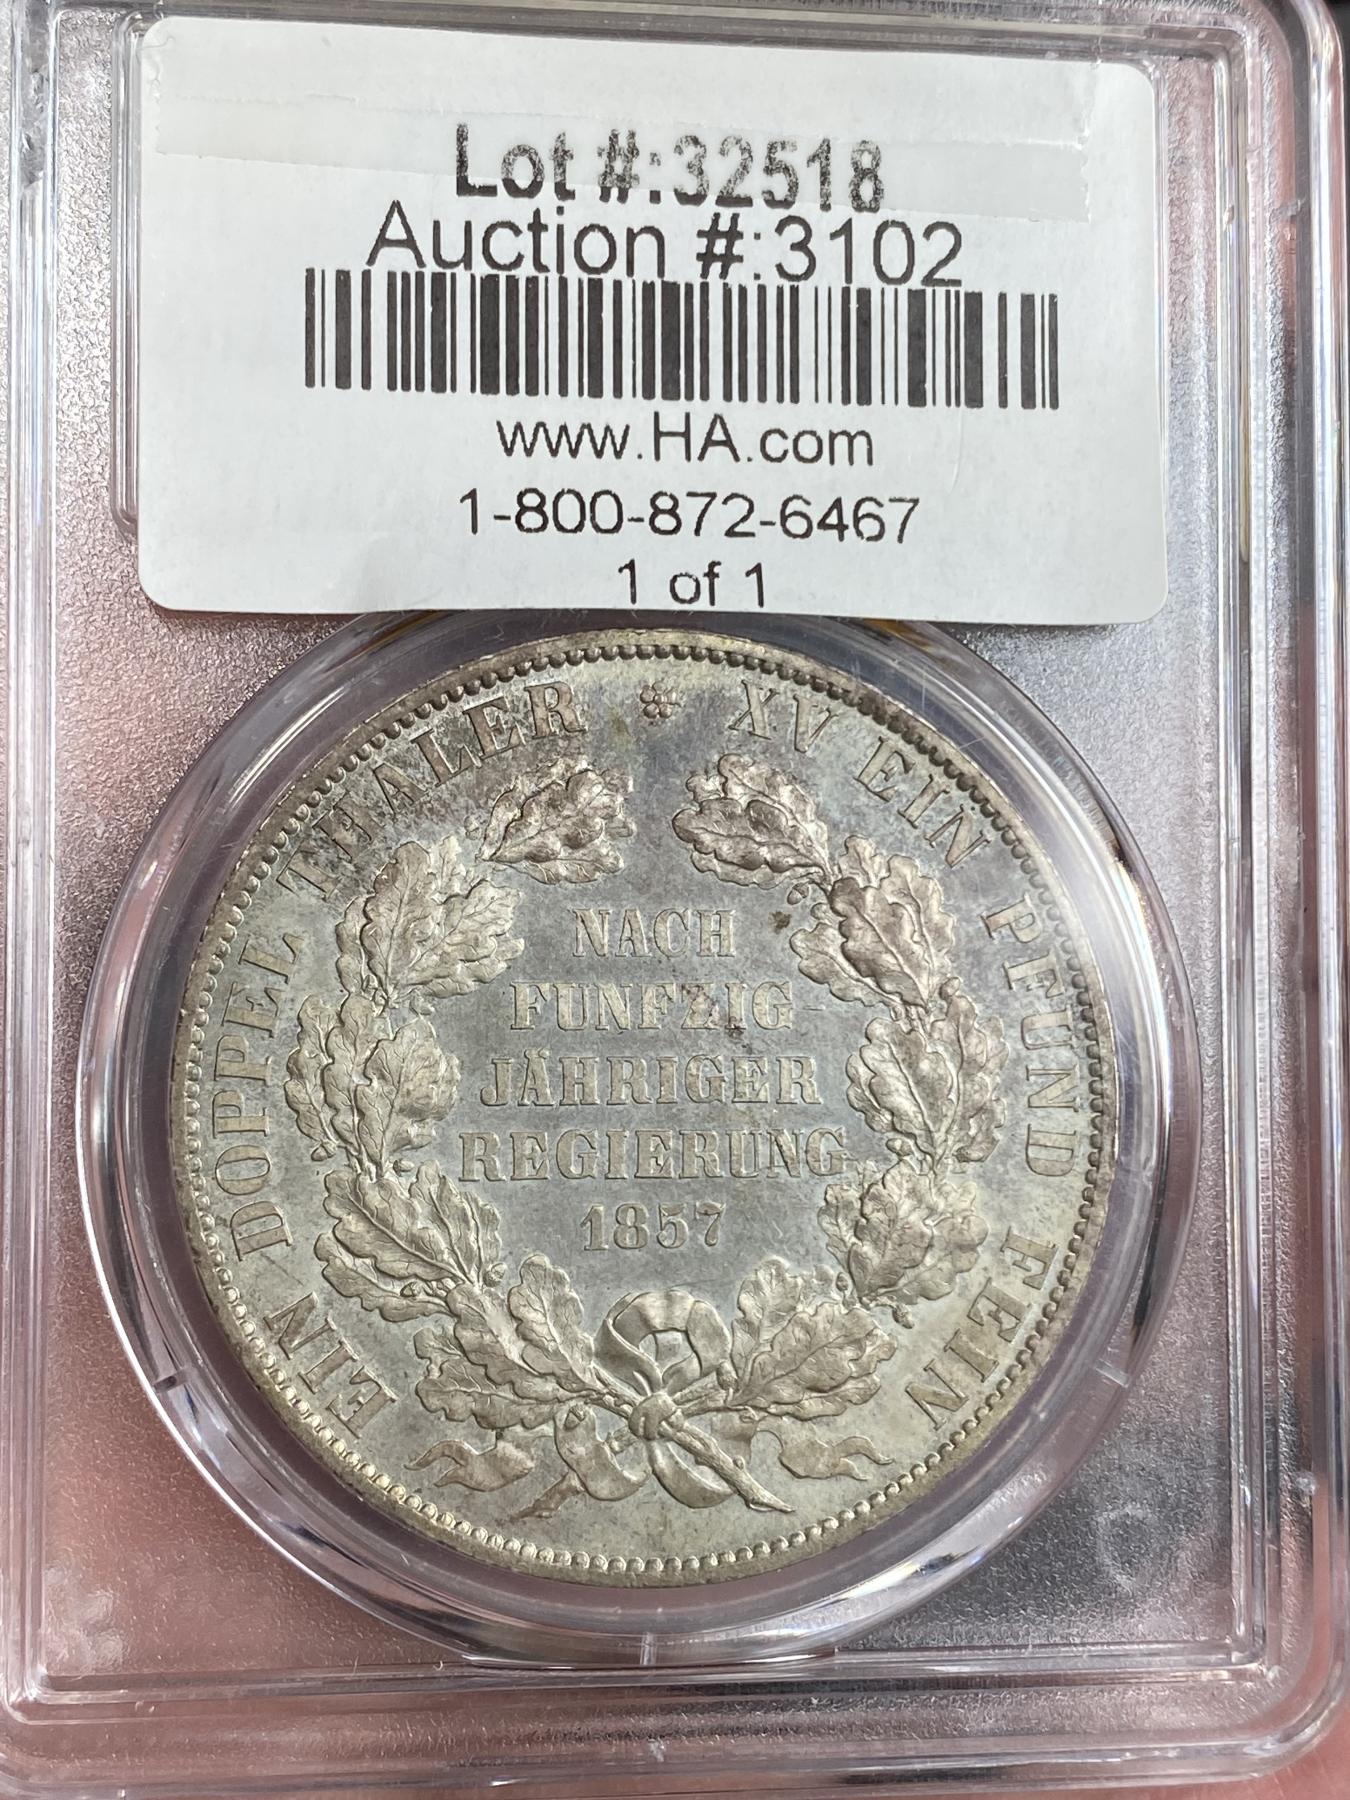 Lot #:32518
Auction #:3102
www.HA.com
1-800-872-6467
1 of 1
EIN DOPPEL THALER XV EIN PFUND FEIN
NACH
FUNFZIG-
JÄHRIGER
REGIERUNG
1857